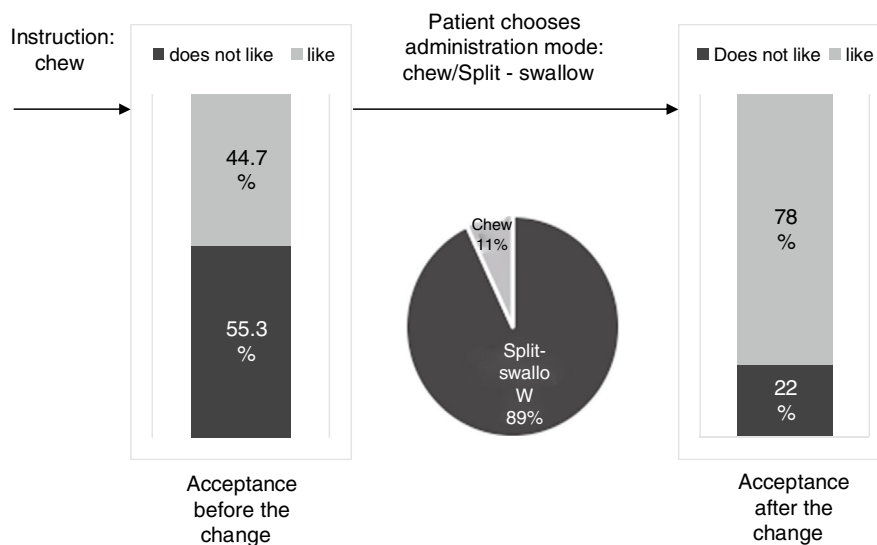 Instruction:
chew
does not like like
44.7
%
55.3
%
Acceptance
before the
change
Patient chooses
administration mode:
chew/Split - swallow
Chew
11%
Split-
swallo
W
89%
Does not like like
78
%
22
%
Acceptance
after the
change